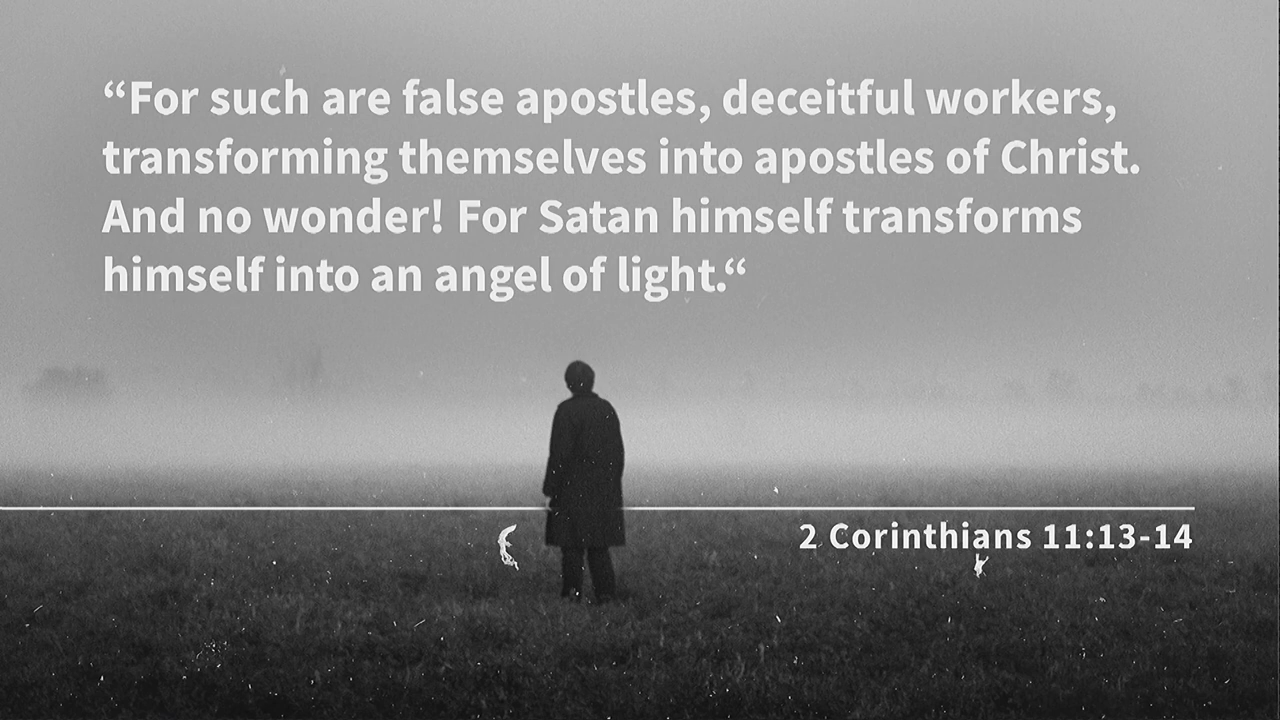 “For such are false apostles, deceitful workers,
transforming themselves into apostles of Christ.
And no wonder! For Satan himself transforms
himself into an angel of light.“
2 Corinthians 11:13-14